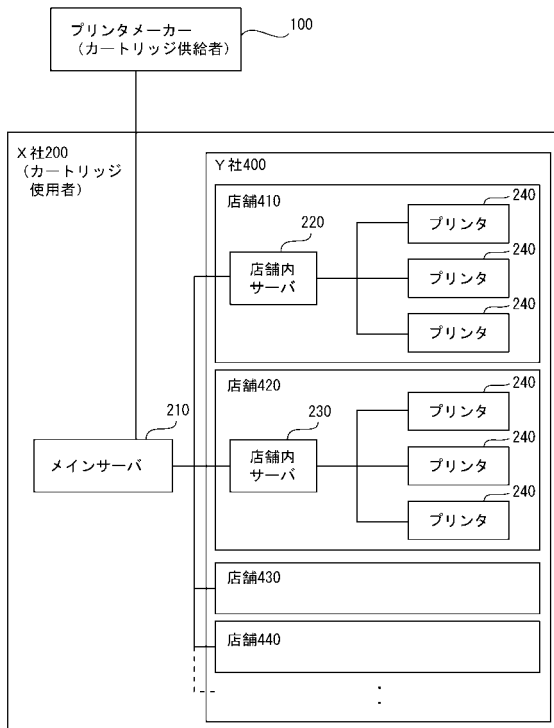 プリンタメーカー
（カートリッジ供給者）
100
X社200
（カートリッジ
使用者）
Y社400
店舗410
220
店舗内
サーバ
240
プリンタ
240
プリンタ
240
プリンタ
店舗420
210
メインサーバ
230
店舗内
サーバ
240
プリンタ
240
プリンタ
240
プリンタ
店舗430
店舗440